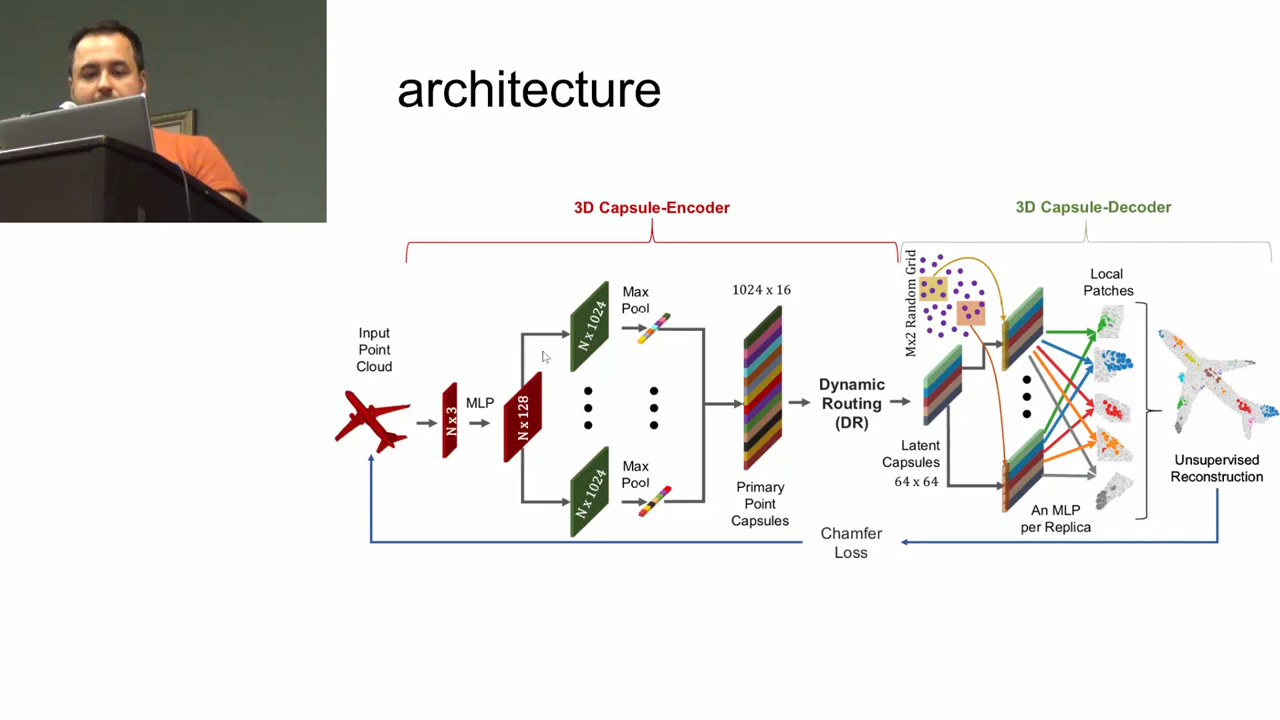 architecture
3D Capsule-Encoder
3D Capsule-Decoder
Input
Point
Cloud
N x 3
MLP
N x 128
N x 1024
Max
Pool
N x 1024
Max
Pool
1024 x 16
Primary
Point
Capsules
Dynamic
Routing
(DR)
Mx2 Random Grid
Latent
Capsules
64 x 64
An MLP
per Replica
Local
Patches
Unsupervised
Reconstruction
Chamfer
Loss